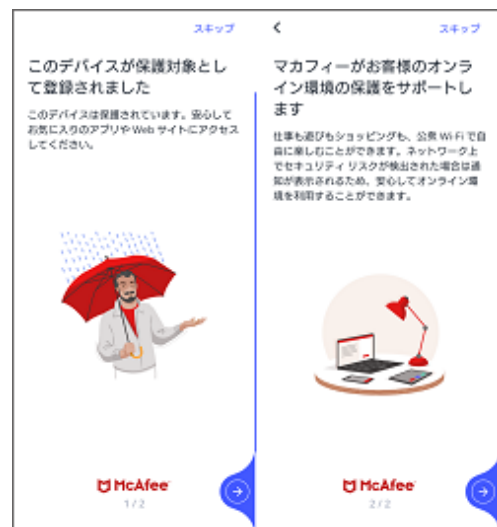 スキップ
このデバイスが保護対象とし
て登録されました
このデバイスは保護されています。安心して
お気に入りのアプリや Web サイトにアクセス
してください。
McAfee
1/2
スキップ
マカフィーがお客様のオンラ
イン環境の保護をサポートし
ます
仕事も遊びもショッピングも、公衆 Wi-Fi で自
由に楽しむことができます。ネットワーク上
でセキュリティ リスクが検出された場合は通
知が表示されるため、安心してオンライン環
境を利用することができます。
McAfee
2/2